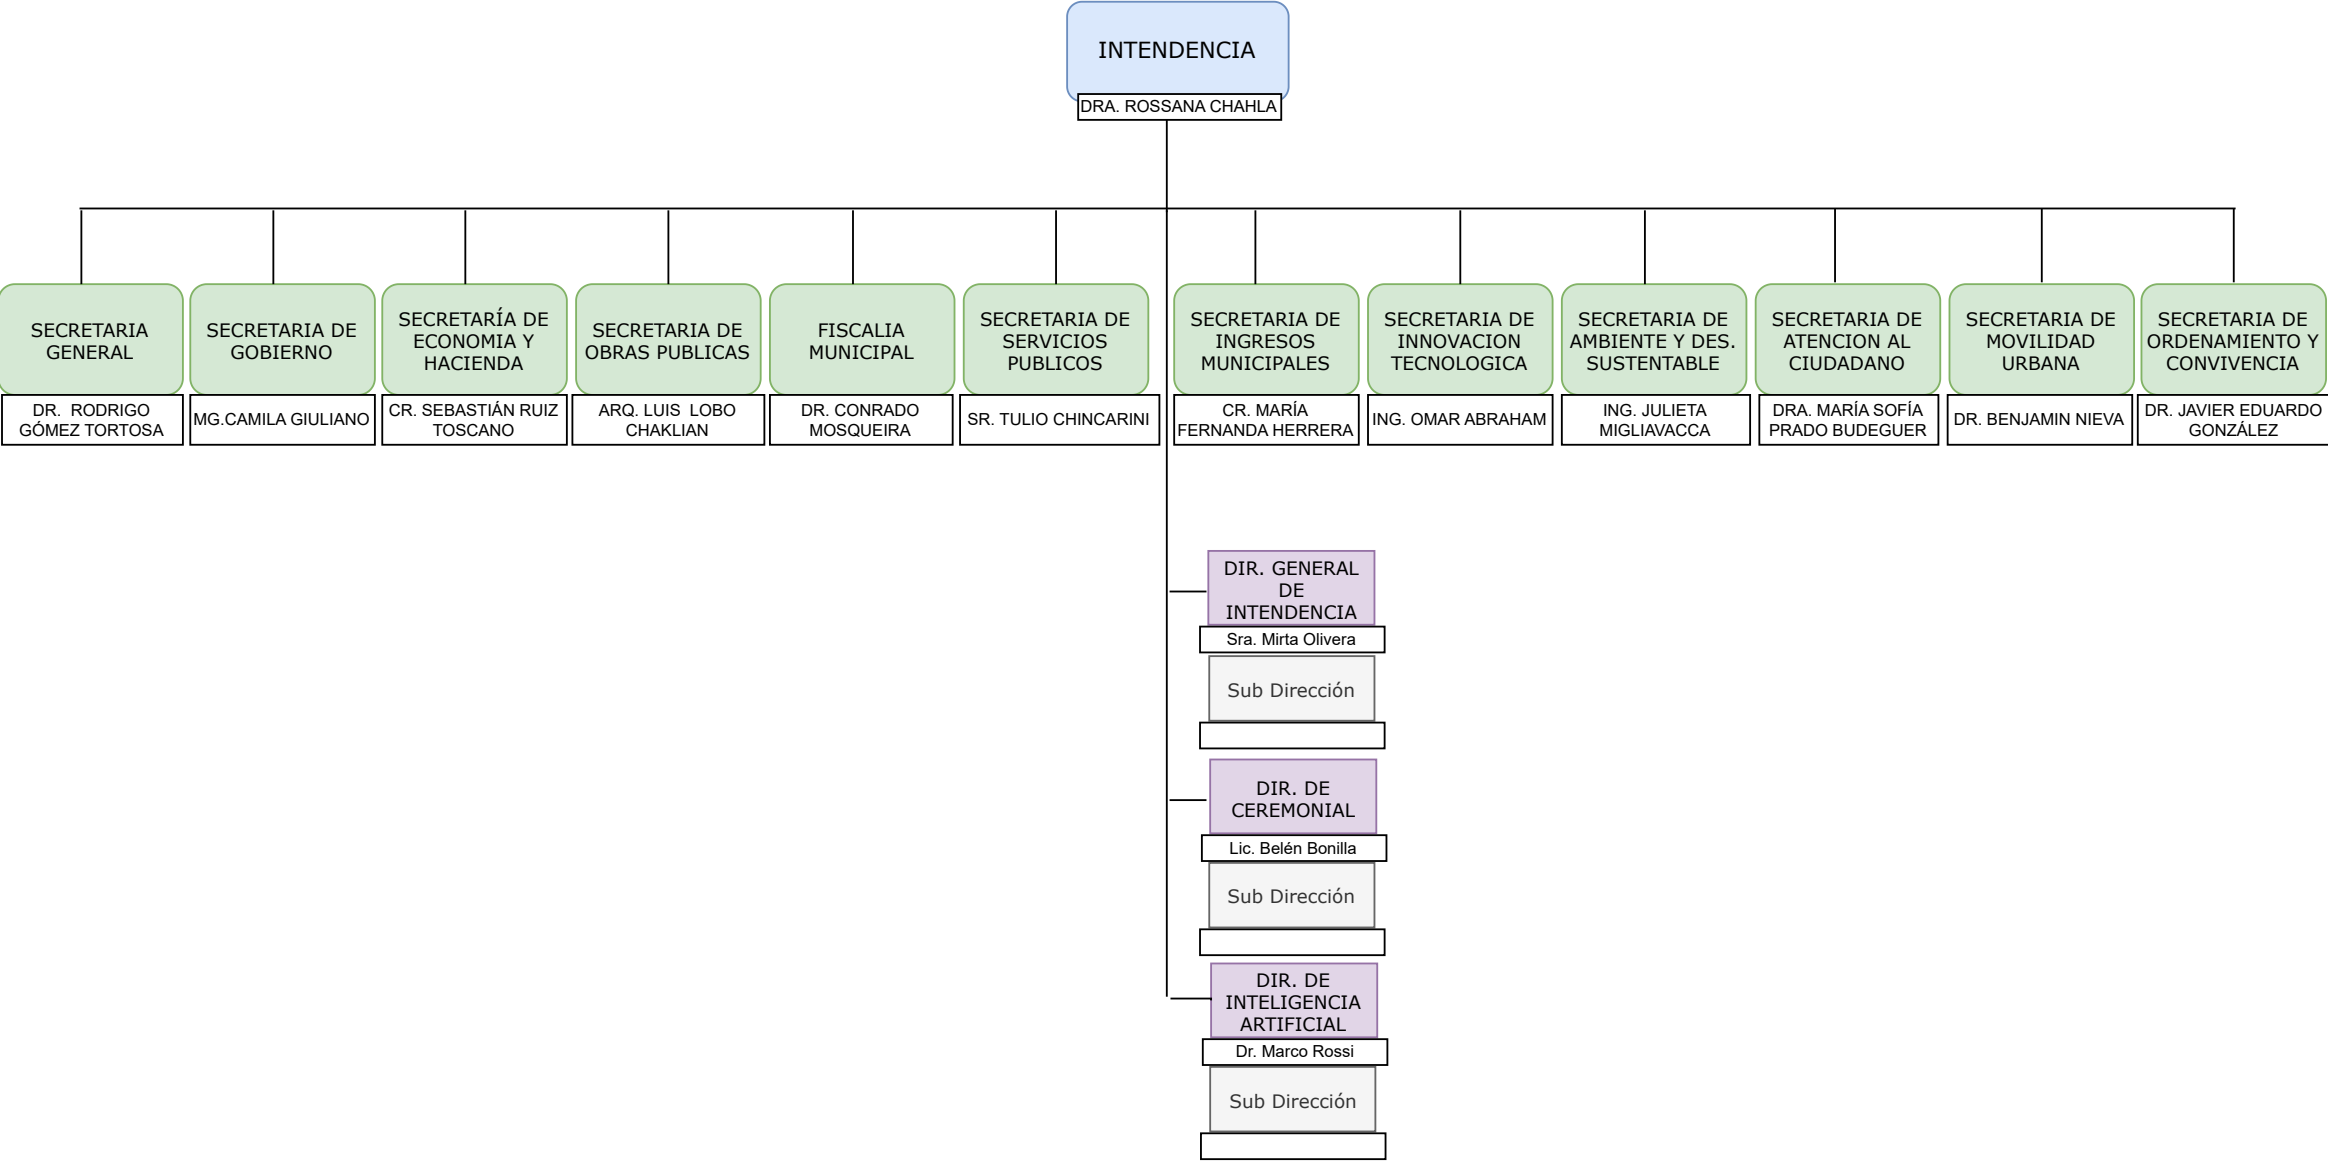 INTENDENCIA
DRA. ROSSANA CHAHLA
SECRETARIA
GENERAL
DR.  RODRIGO
GÓMEZ TORTOSA
SECRETARIA DE
GOBIERNO
MG.CAMILA GIULIANO
SECRETARÍA DE
ECONOMIA Y
HACIENDA
CR. SEBASTIÁN RUIZ
TOSCANO
SECRETARIA DE
OBRAS PUBLICAS
ARQ. LUIS  LOBO
CHAKLIAN
FISCALIA
MUNICIPAL
DR. CONRADO
MOSQUEIRA
SECRETARIA DE
SERVICIOS
PUBLICOS
SR. TULIO CHINCARINI
SECRETARIA DE
INGRESOS
MUNICIPALES
CR. MARÍA
FERNANDA HERRERA
SECRETARIA DE
INNOVACION
TECNOLOGICA
ING. OMAR ABRAHAM
SECRETARIA DE
AMBIENTE Y DES.
SUSTENTABLE
ING. JULIETA
MIGLIAVACCA
SECRETARIA DE
ATENCION AL
CIUDADANO
DRA. MARÍA SOFÍA
PRADO BUDEGUER
SECRETARIA DE
MOVILIDAD
URBANA
DR. BENJAMIN NIEVA
SECRETARIA DE
ORDENAMIENTO Y
CONVIVENCIA
DR. JAVIER EDUARDO
GONZÁLEZ
DIR. GENERAL
DE
INTENDENCIA
Sra. Mirta Olivera
Sub Dirección
DIR. DE
CEREMONIAL
Lic. Belén Bonilla
Sub Dirección
DIR. DE
INTELIGENCIA
ARTIFICIAL
Dr. Marco Rossi
Sub Dirección